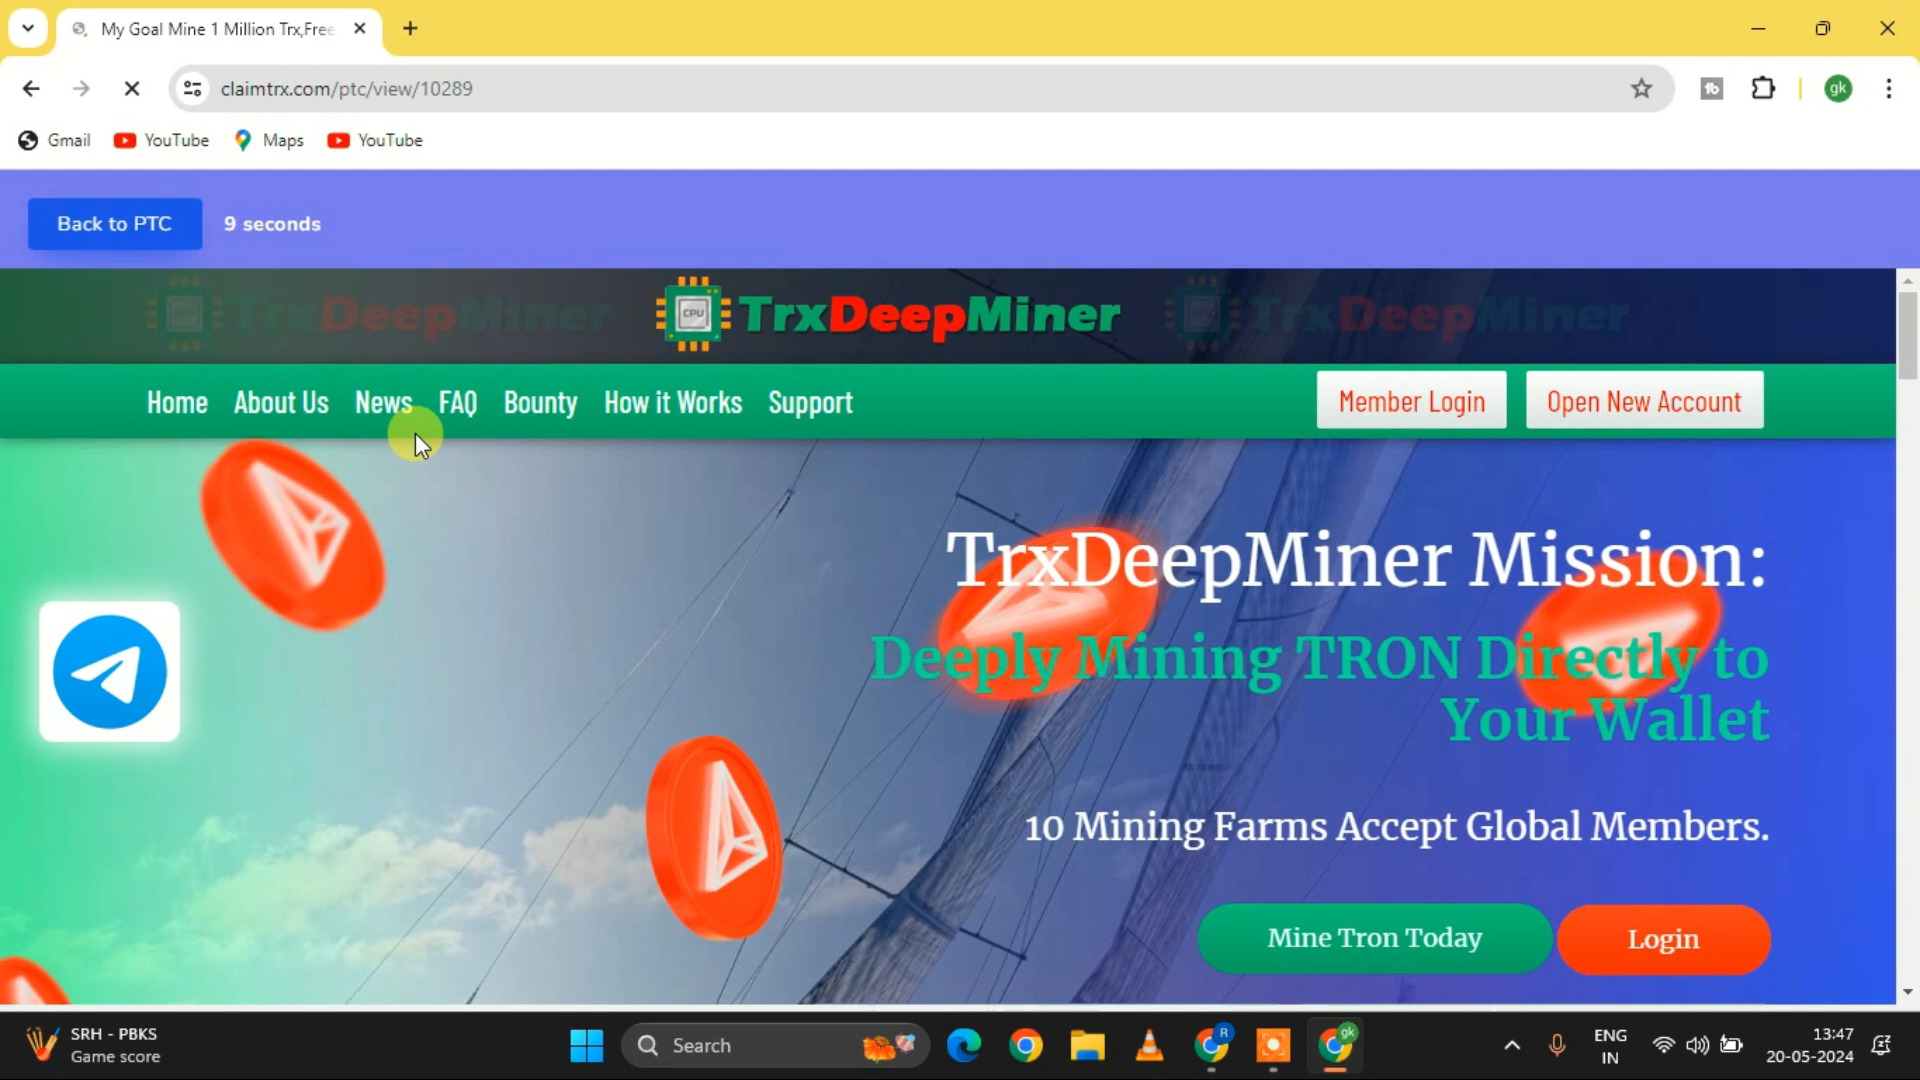 My Goal Mine 1 Million Trx,Free
claimtrx.com/ptc/view/10289
gk
Gmail
YouTube
Maps
YouTube
Back to PTC
9 seconds
TrxDeepMiner
CPU
TrxDeepMiner
TrxDeepMiner
Home
About Us
News
FAQ
Bounty
How it Works
Support
Member Login
Open New Account
TrxDeepMiner Mission:
Deeply Mining TRON Directly to
Your Wallet
10 Mining Farms Accept Global Members.
Mine Tron Today
Login
SRH - PBKS
Game score
Search
R
gk
ENG
IN
13:47
20-05-2024